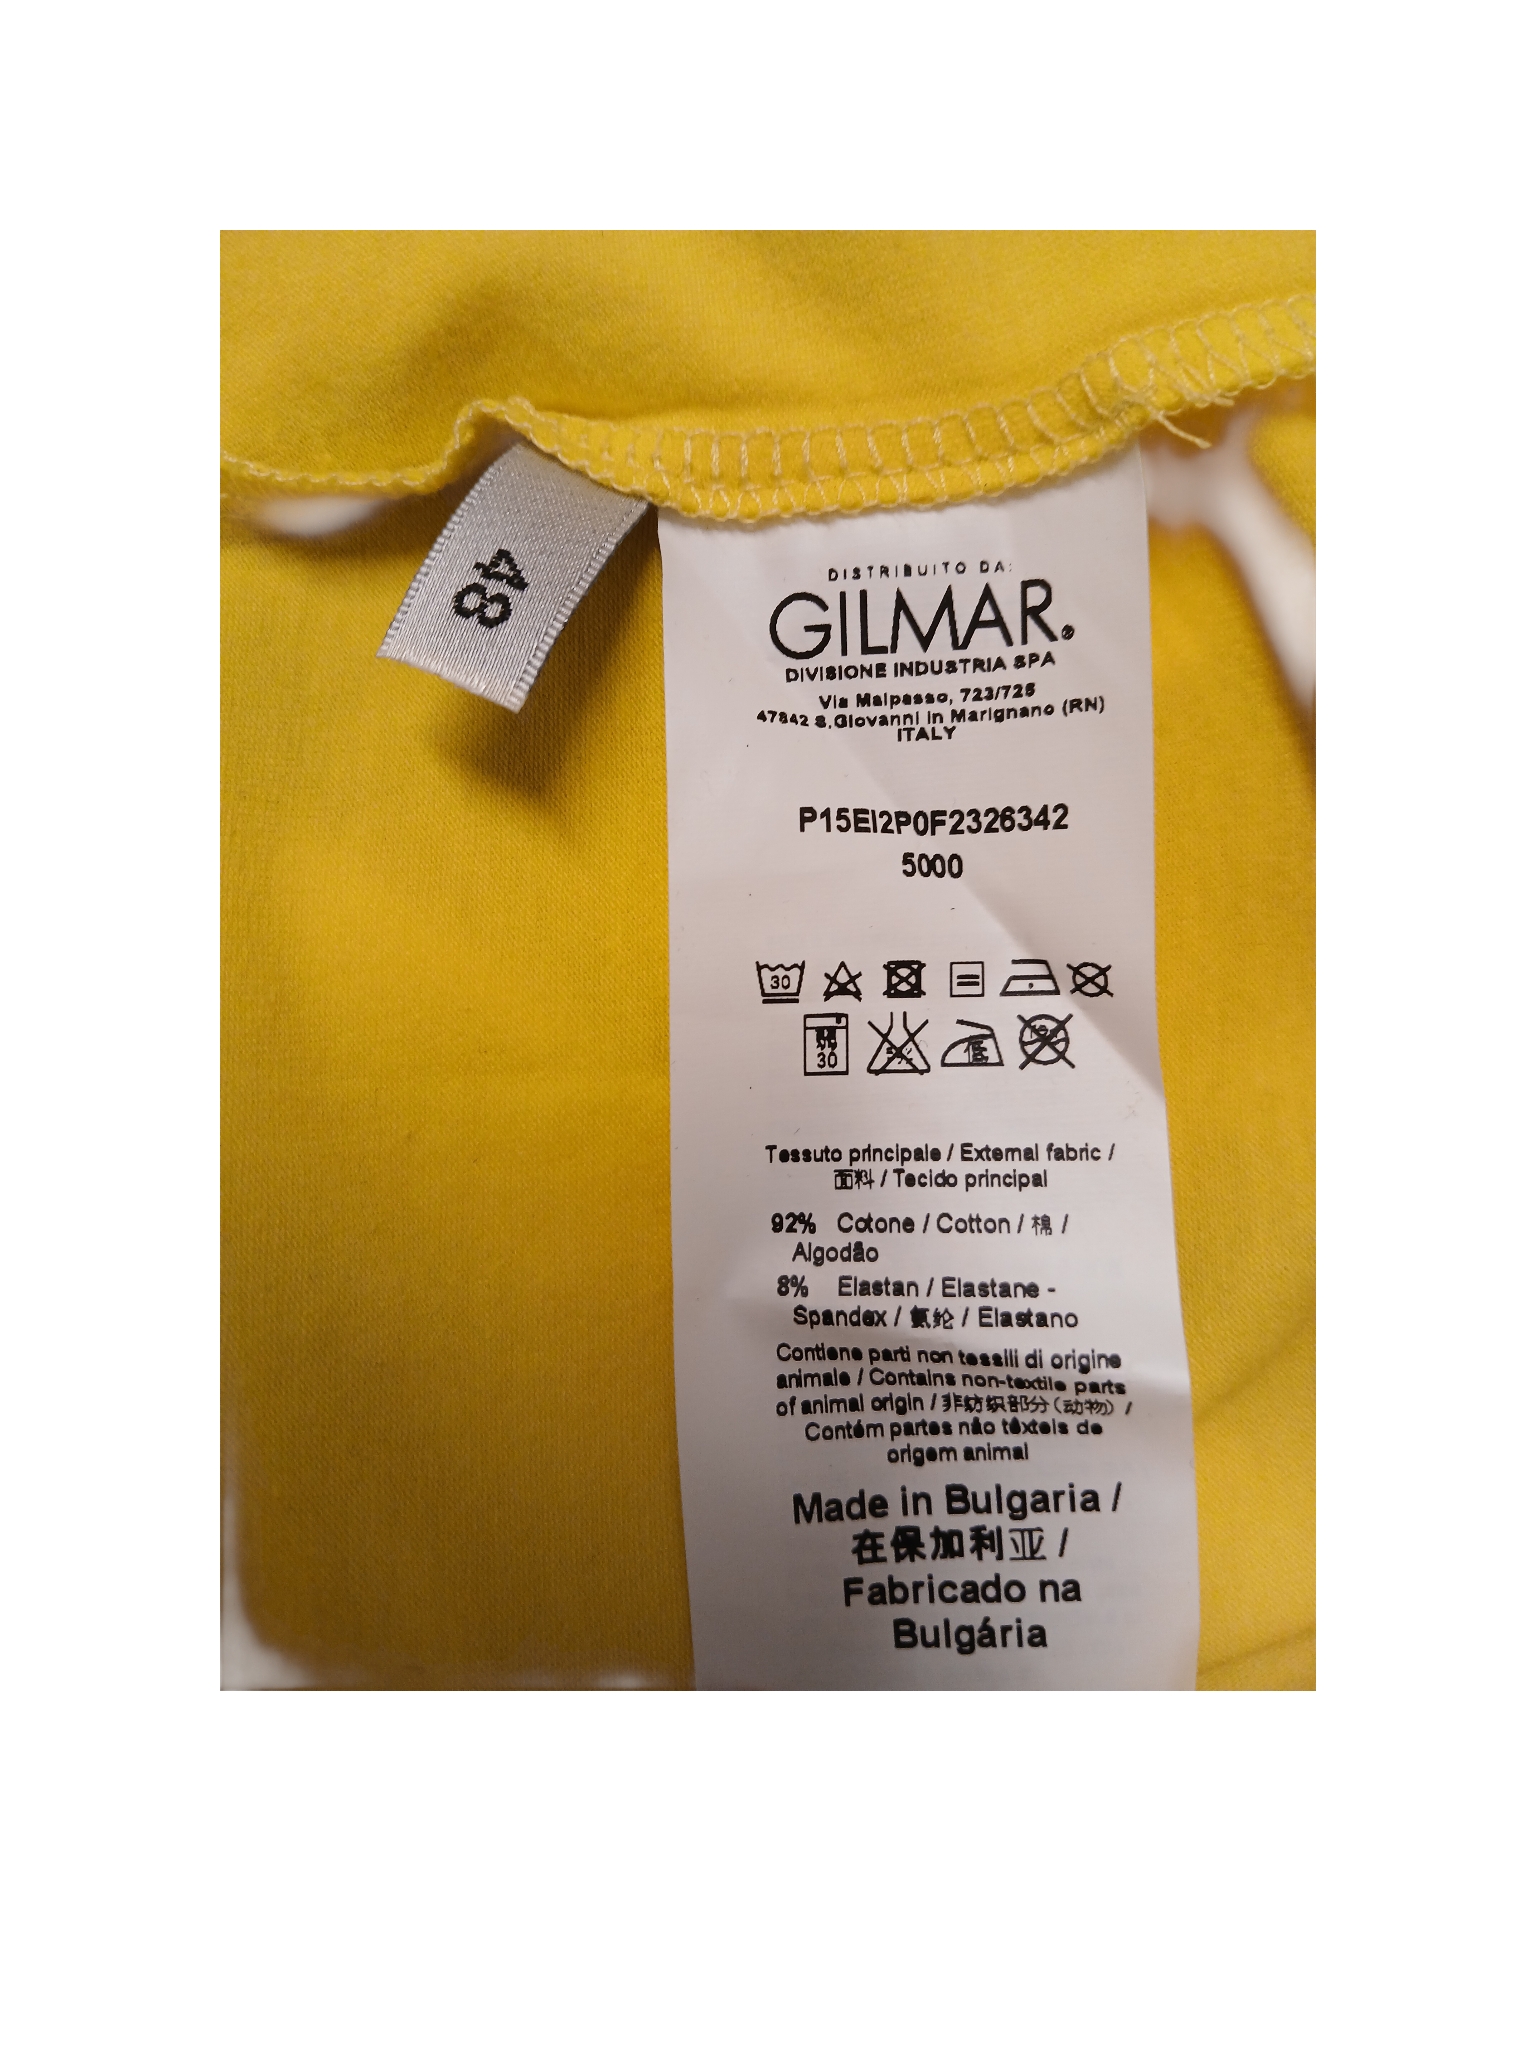 48
DISTRIBUITO DA:
GILMAR®
DIVISIONE INDUSTRIA SPA
Via Malpasso, 723/725
47842 S.Giovanni in Marignano (RN)
ITALY
P15EI2P0F2326342
5000
30
30 低
Tessuto principale / External fabric /
面料 / Tecido principal
92% Cotone / Cotton / 棉 /
Algodão
8% Elastan / Elastane -
Spandex / 氨纶 / Elastano
Contiene parti non tessili di origine
animale / Contains non-textile parts
of animal origin / 非纺织部分(动物) /
Contém partes não têxteis de
origem animal
Made in Bulgaria /
在保加利亚 /
Fabricado na
Bulgária